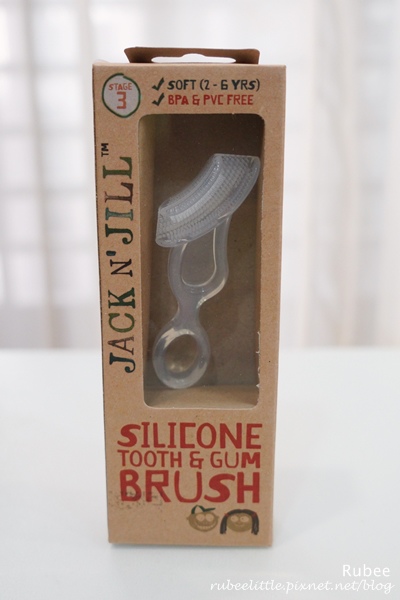 STAGE
3
SOFT (2 - 6 YRS)
BPA & PVC FREE
JACK N' JILL™
SILICONE
TOOTH & GUM
BRUSH
Rubee
rubeelittle.pixnet.net/blog